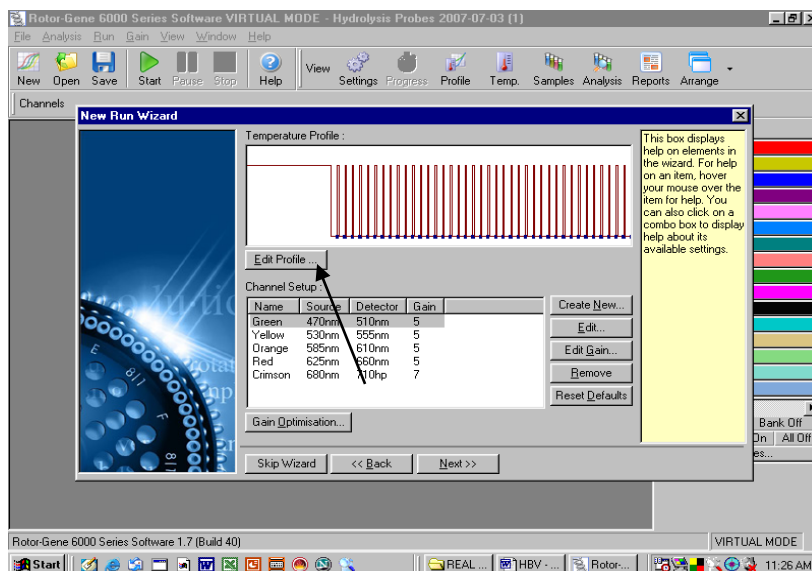 Rotor-Gene 6000 Series Software VIRTUAL MODE - Hydrolysis Probes 2007-07-03 (1)
File Analysis Run Gain View Window Help
New Open Save Start Pause Stop Help View Settings Progress Profile Temp. Samples Analysis Reports Arrange
Channels
New Run Wizard
Temperature Profile :
This box displays
help on elements in
the wizard. For help
on an item, hover
your mouse over the
item for help. You
can also click on a
combo box to display
help about its
available settings.
Edit Profile ...
Channel Setup :
Name Source Detector Gain
Green 470nm 510nm 5
Yellow 530nm 555nm 5
Orange 585nm 610nm 5
Red 625nm 660nm 5
Crimson 680nm 710hp 7
Create New...
Edit...
Edit Gain...
Remove
Reset Defaults
Gain Optimisation...
Skip Wizard << Back Next >>
Bank Off
On All Off
es...
Rotor-Gene 6000 Series Software 1.7 (Build 40) VIRTUAL MODE
Start REAL ... HBV - ... Rotor-... 11:26 AM